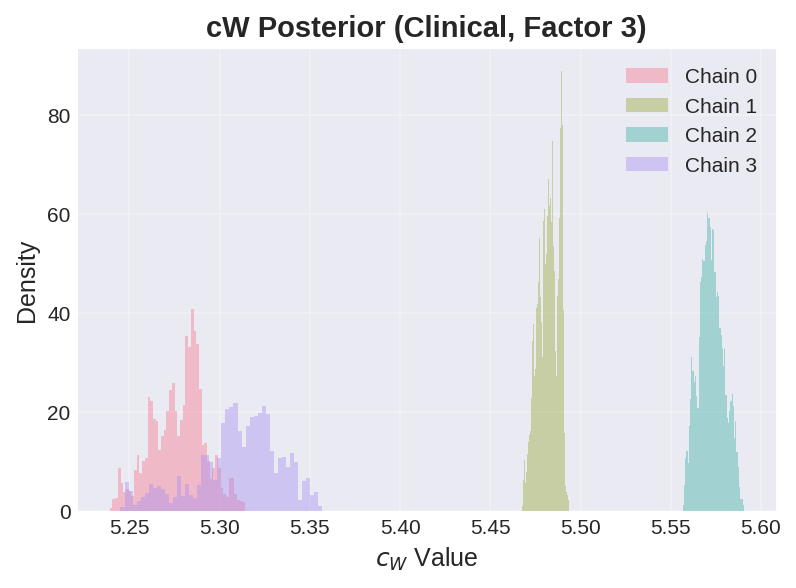 cW Posterior (Clinical, Factor 3)
Chain 0
Chain 1
Chain 2
Chain 3
Density
80
60
40
20
0
5.25 5.30 5.35 5.40 5.45 5.50 5.55 5.60
c_W Value